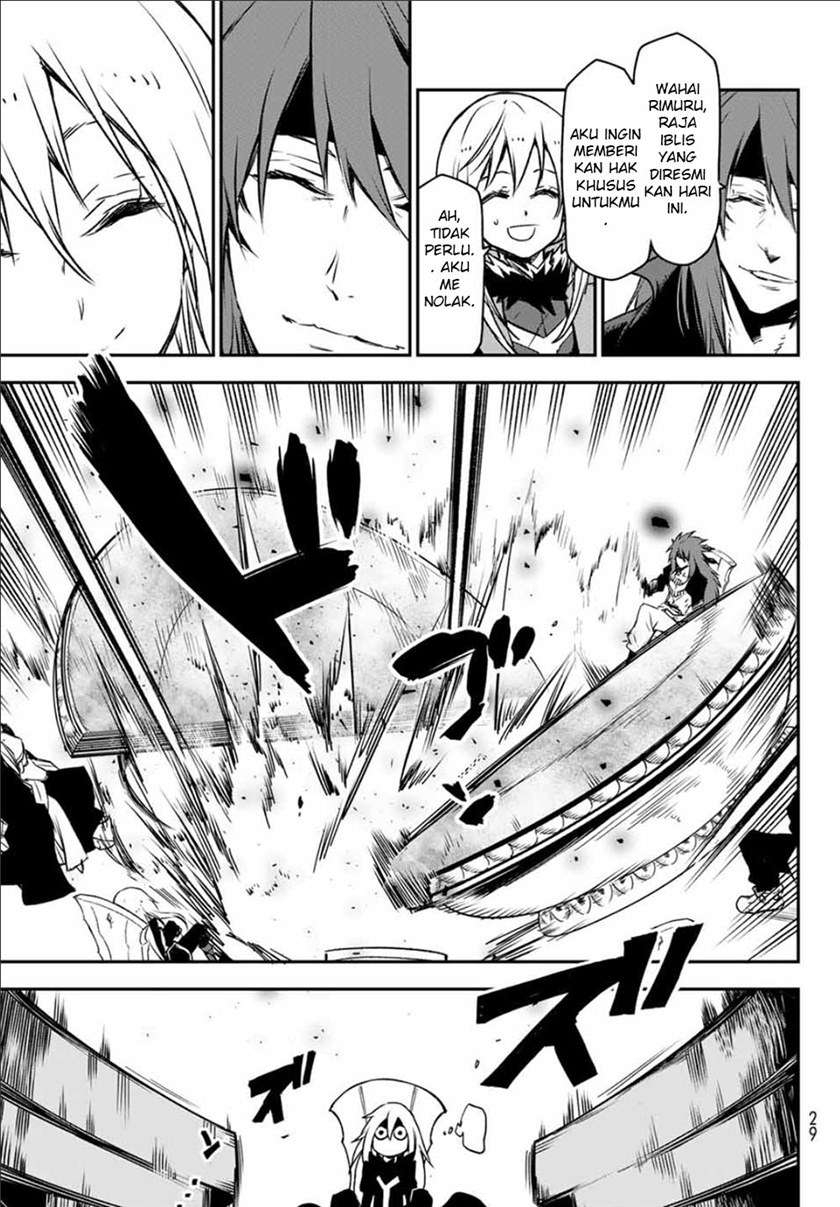 WAHAI
RIMURU,
RAJA
IBLIS
YANG
DIRESMI
KAN HARI
INI.
AKU INGIN
MEMBERI
KAN HAK
KHUSUS
UNTUKMU
.
AH,
TIDAK
PERLU.
. AKU
ME
NOLAK.
ドゴッ
ズズ
29